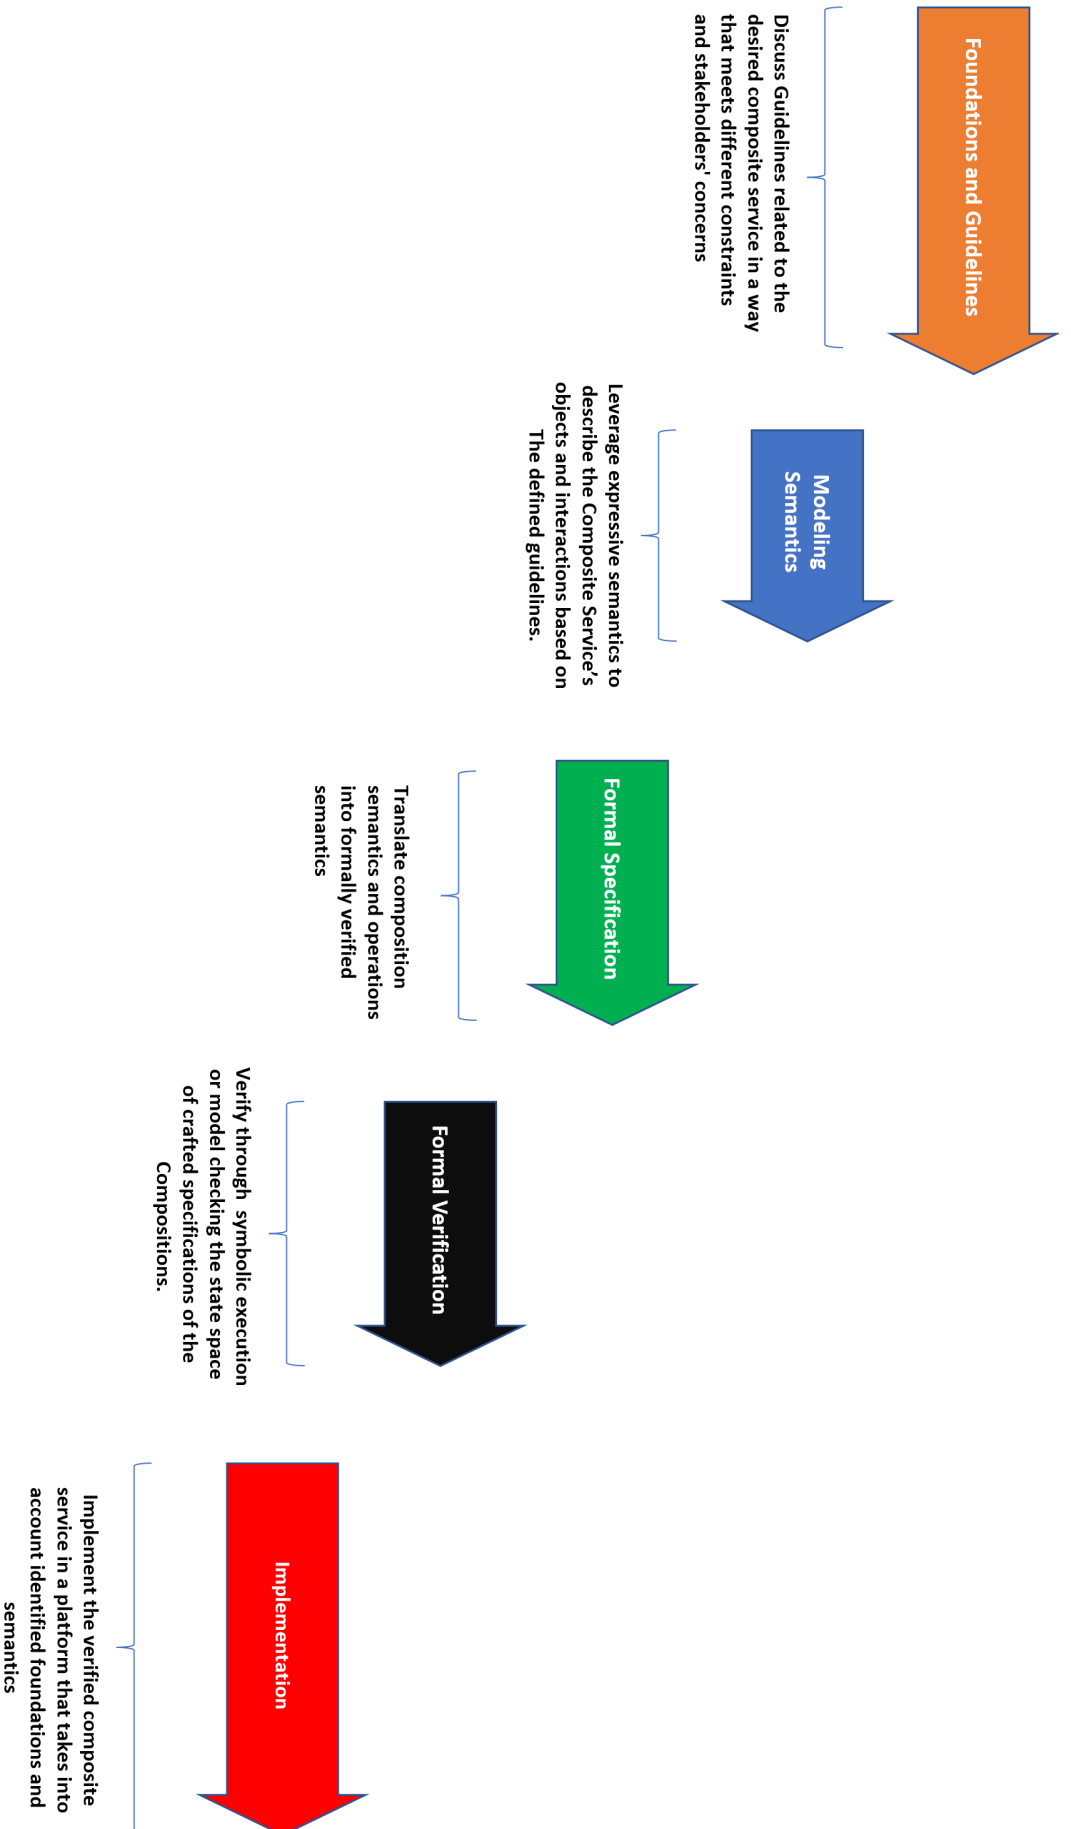 Foundations and Guidelines
Discuss Guidelines related to the
desired composite service in a way
that meets different constraints
and stakeholders' concerns
Modeling
Semantics
Leverage expressive semantics to
describe the Composite Service’s
objects and interactions based on
The defined guidelines.
Formal Specification
Translate composition
semantics and operations
into formally verified
semantics
Formal Verification
Verify through symbolic execution
or model checking the state space
of crafted specifications of the
Compositions.
Implementation
Implement the verified composite
service in a platform that takes into
account identified foundations and
semantics